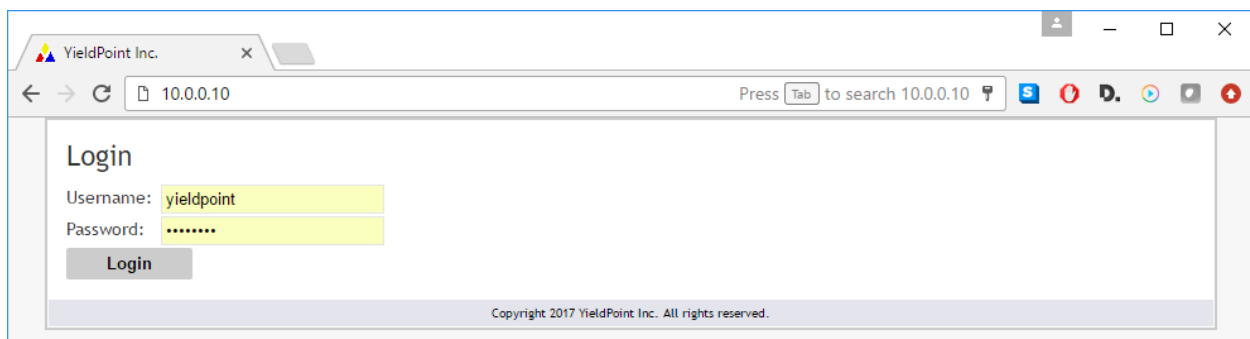 YieldPoint Inc.
10.0.0.10 Press Tab to search 10.0.0.10
S D.
Login
Username: yieldpoint
Password: ••••••••
Login
Copyright 2017 YieldPoint Inc. All rights reserved.